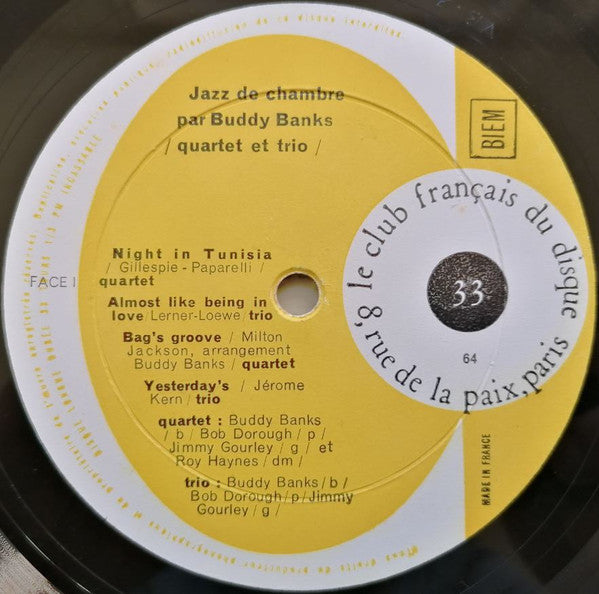 Jazz de chambre
par Buddy Banks
/ quartet et trio /
BIEM
le club français du disque
8, rue de la paix, paris
33
64
FACE I
Night in Tunisia
/ Gillespie - Paparelli /
quartet
Almost like being in
love / Lerner-Loewe / trio
Bag's groove / Milton
Jackson, arrangement
Buddy Banks / quartet
Yesterday's / Jérome
Kern / trio
quartet : Buddy Banks
/ b / Bob Dorough / p /
Jimmy Gourley / g / et
Roy Haynes / dm /
trio : Buddy Banks / b /
Bob Dorough / p / Jimmy
Gourley / g /
MADE IN FRANCE